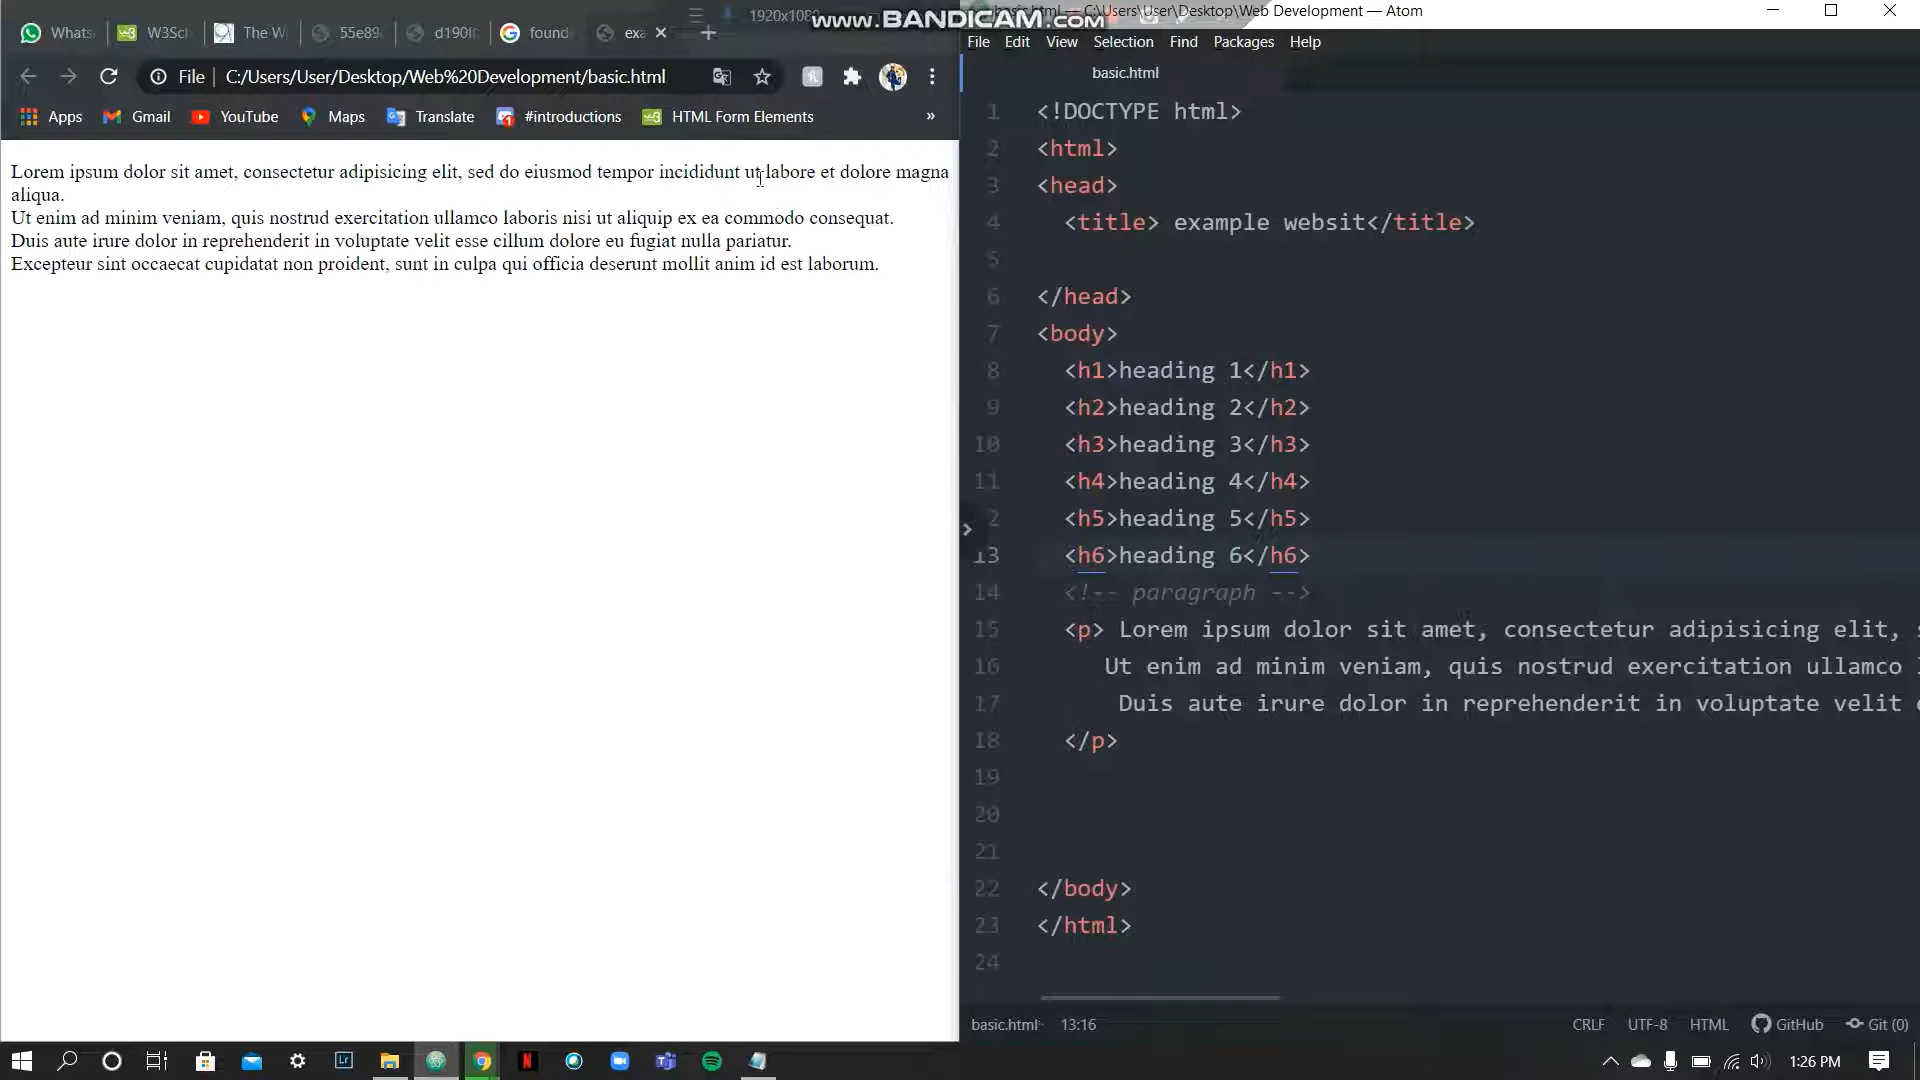 www.BANDICAM.com
1920x108
Whats
W3Sch
The W
55e89
d190f
found
exa
C:\Users\User\Desktop\Web Development — Atom
File Edit View Selection Find Packages Help
File C:/Users/User/Desktop/Web%20Development/basic.html
Apps Gmail YouTube Maps Translate #introductions HTML Form Elements »
Lorem ipsum dolor sit amet, consectetur adipisicing elit, sed do eiusmod tempor incididunt ut labore et dolore magna
aliqua.
Ut enim ad minim veniam, quis nostrud exercitation ullamco laboris nisi ut aliquip ex ea commodo consequat.
Duis aute irure dolor in reprehenderit in voluptate velit esse cillum dolore eu fugiat nulla pariatur.
Excepteur sint occaecat cupidatat non proident, sunt in culpa qui officia deserunt mollit anim id est laborum.
basic.html
1 <!DOCTYPE html>
2 <html>
3 <head>
4 <title> example websit</title>
5
6 </head>
7 <body>
8 <h1>heading 1</h1>
9 <h2>heading 2</h2>
10 <h3>heading 3</h3>
11 <h4>heading 4</h4>
2 <h5>heading 5</h5>
13 <h6>heading 6</h6>
14 <!-- paragraph -->
15 <p> Lorem ipsum dolor sit amet, consectetur adipisicing elit,
16 Ut enim ad minim veniam, quis nostrud exercitation ullamco
17 Duis aute irure dolor in reprehenderit in voluptate velit
18 </p>
19
20
21
22 </body>
23 </html>
24
basic.html 13:16 CRLF UTF-8 HTML GitHub Git (0)
Lr N 1:26 PM